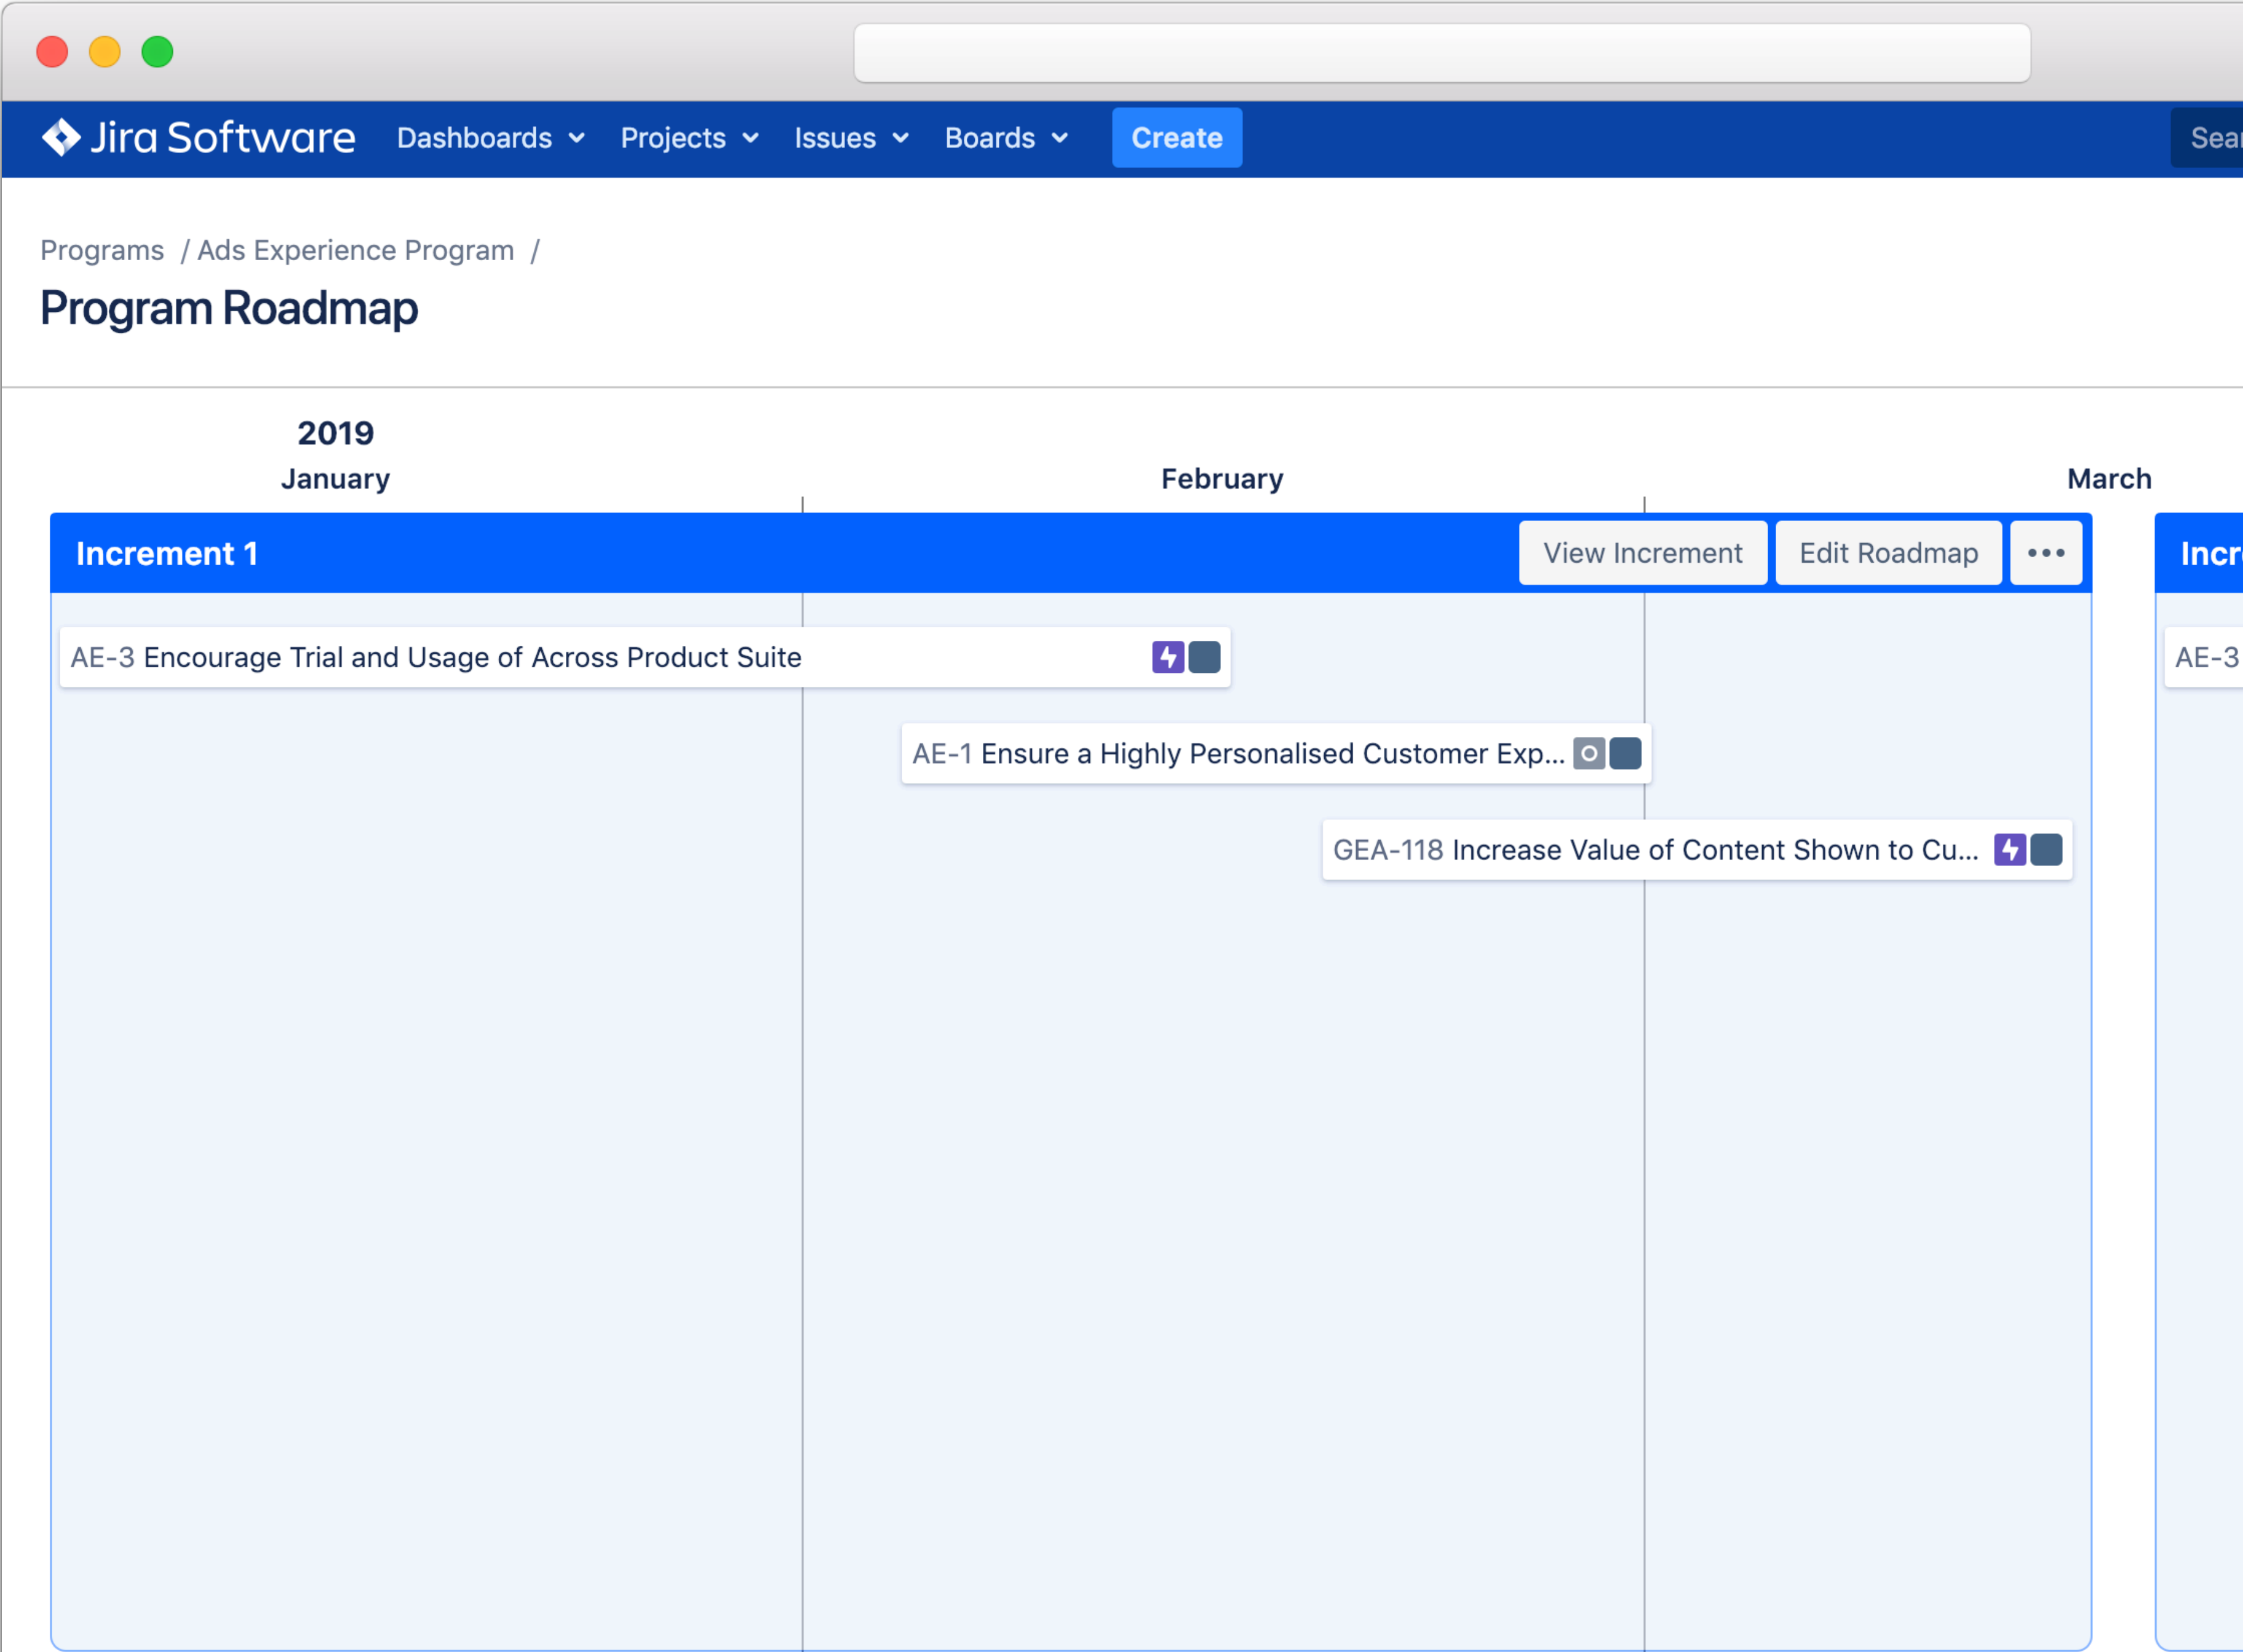 Jira Software Dashboards Projects Issues Boards Create
Programs / Ads Experience Program /
Program Roadmap
2019
January February March
Increment 1 View Increment Edit Roadmap
AE-3 Encourage Trial and Usage of Across Product Suite AE-3
AE-1 Ensure a Highly Personalised Customer Exp...
GEA-118 Increase Value of Content Shown to Cu...